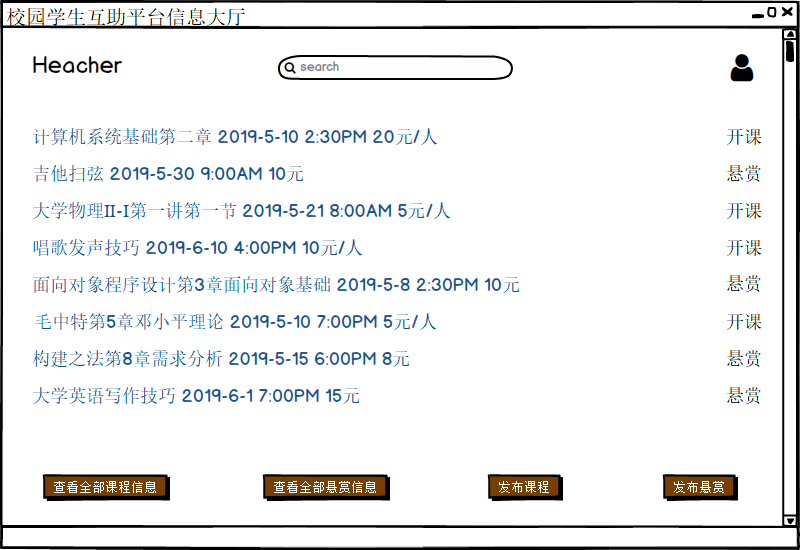 校园学生互助平台信息大厅
Heacher
search
计算机系统基础第二章 2019-5-10 2:30PM 20元/人 开课
吉他扫弦 2019-5-30 9:00AM 10元 悬赏
大学物理II-I第一讲第一节 2019-5-21 8:00AM 5元/人 开课
唱歌发声技巧 2019-6-10 4:00PM 10元/人 开课
面向对象程序设计第3章面向对象基础 2019-5-8 2:30PM 10元 悬赏
毛中特第5章邓小平理论 2019-5-10 7:00PM 5元/人 开课
构建之法第8章需求分析 2019-5-15 6:00PM 8元 悬赏
大学英语写作技巧 2019-6-1 7:00PM 15元 悬赏
查看全部课程信息 查看全部悬赏信息 发布课程 发布悬赏